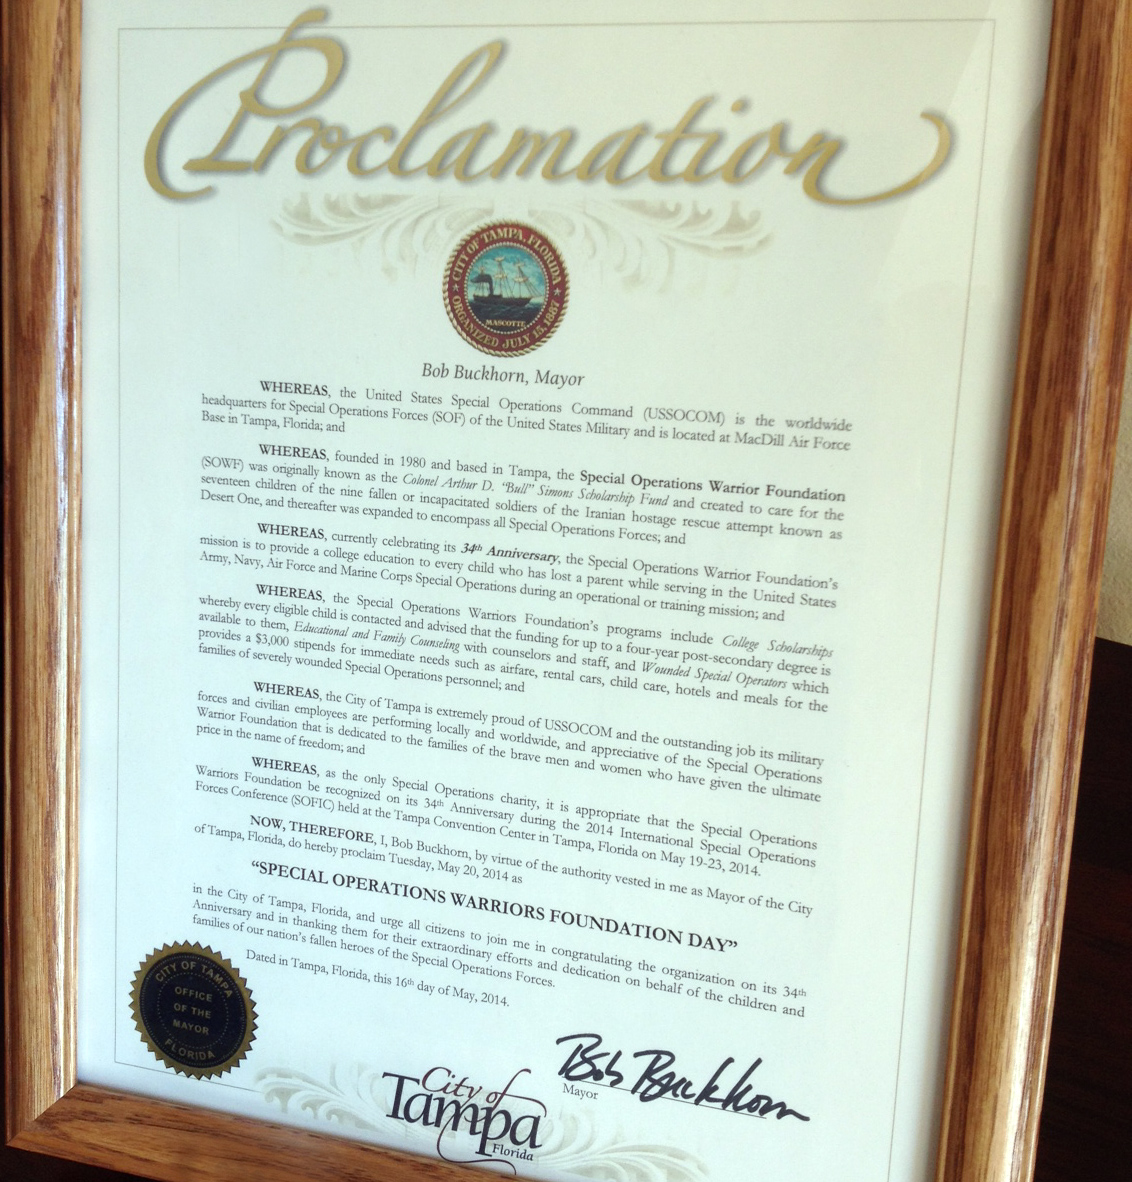 Proclamation
CITY OF TAMPA, FLORIDA
MASCOTTE
ORGANIZED JULY 15, 1887
Bob Buckhorn, Mayor
WHEREAS, the United States Special Operations Command (USSOCOM) is the worldwide
headquarters for Special Operations Forces (SOF) of the United States Military and is located at MacDill Air Force
Base in Tampa, Florida; and
WHEREAS, founded in 1980 and based in Tampa, the Special Operations Warrior Foundation
(SOWF) was originally known as the Colonel Arthur D. "Bull" Simons Scholarship Fund and created to care for the
seventeen children of the nine fallen or incapacitated soldiers of the Iranian hostage rescue attempt known as
Desert One, and thereafter was expanded to encompass all Special Operations Forces; and
WHEREAS, currently celebrating its 34th Anniversary, the Special Operations Warrior Foundation's
mission is to provide a college education to every child who has lost a parent while serving in the United States
Army, Navy, Air Force and Marine Corps Special Operations during an operational or training mission; and
WHEREAS, the Special Operations Warriors Foundation's programs include College Scholarships
whereby every eligible child is contacted and advised that the funding for up to a four-year post-secondary degree is
available to them, Educational and Family Counseling with counselors and staff, and Wounded Special Operators which
provides a $3,000 stipends for immediate needs such as airfare, rental cars, child care, hotels and meals for the
families of severely wounded Special Operations personnel; and
WHEREAS, the City of Tampa is extremely proud of USSOCOM and the outstanding job its military
forces and civilian employees are performing locally and worldwide, and appreciative of the Special Operations
Warrior Foundation that is dedicated to the families of the brave men and women who have given the ultimate
price in the name of freedom; and
WHEREAS, as the only Special Operations charity, it is appropriate that the Special Operations
Warriors Foundation be recognized on its 34th Anniversary during the 2014 International Special Operations
Forces Conference (SOFIC) held at the Tampa Convention Center in Tampa, Florida on May 19-23, 2014.
NOW, THEREFORE, I, Bob Buckhorn, by virtue of the authority vested in me as Mayor of the City
of Tampa, Florida, do hereby proclaim Tuesday, May 20, 2014 as
"SPECIAL OPERATIONS WARRIORS FOUNDATION DAY"
in the City of Tampa, Florida, and urge all citizens to join me in congratulating the organization on its 34th
Anniversary and in thanking them for their extraordinary efforts and dedication on behalf of the children and
families of our nation's fallen heroes of the Special Operations Forces.
Dated in Tampa, Florida, this 16th day of May, 2014.
CITY OF TAMPA
OFFICE
OF THE
MAYOR
FLORIDA
Bob Buckhorn
Mayor
City of
Tampa
Florida